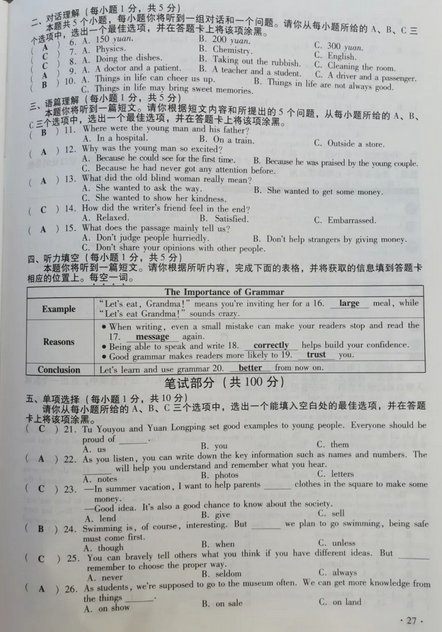 二、对话理解 (每小题 1 分，共 5 分)
本题共 5 个小题，每小题你将听到一组对话和一个问题。请你从每小题所给的 A、B、C 三
个选项中，选出一个最佳选项，并在答题卡上将该项涂黑。
( A ) 6. A. 150 yuan. B. 200 yuan. C. 300 yuan.
( C ) 7. A. Physics. B. Chemistry. C. English.
( C ) 8. A. Doing the dishes. B. Taking out the rubbish. C. Cleaning the room.
( A ) 9. A. A doctor and a patient. B. A teacher and a student. C. A driver and a passenger.
( B ) 10. A. Things in life can cheer us up. B. Things in life are not always good.
C. Things in life may bring sweet memories.
三、语篇理解 (每小题 1 分，共 5 分)
本题你将听到一篇短文。请你根据短文内容和所提出的 5 个问题，从每小题所给的 A、B、
C 三个选项中，选出一个最佳选项，并在答题卡上将该项涂黑。
( B ) 11. Where were the young man and his father?
A. In a hospital. B. On a train. C. Outside a store.
( A ) 12. Why was the young man so excited?
A. Because he could see for the first time. B. Because he was praised by the young couple.
C. Because he had never got any attention before.
( A ) 13. What did the old blind woman really mean?
A. She wanted to ask the way. B. She wanted to get some money.
C. She wanted to show her kindness.
( C ) 14. How did the writer's friend feel in the end?
A. Relaxed. B. Satisfied. C. Embarrassed.
( A ) 15. What does the passage mainly tell us?
A. Don't judge people hurriedly. B. Don't help strangers by giving money.
C. Don't share your opinions with other people.
四、听力填空 (每小题 1 分，共 5 分)
本题你将听到一篇短文。请你根据所听内容，完成下面的表格，并将获取的信息填到答题卡
相应的位置上。每空一词。
The Importance of Grammar
Example "Let's eat, Grandma!" means you're inviting her for a 16. large meal, while
"Let's eat Grandma!" sounds crazy.
Reasons • When writing, even a small mistake can make your readers stop and read the
17. message again.
• Being able to speak and write 18. correctly helps build your confidence.
• Good grammar makes readers more likely to 19. trust you.
Conclusion Let's learn and use grammar 20. better from now on.
笔试部分 (共 100 分)
五、单项选择 (每小题 1 分，共 10 分)
请你从每小题所给的 A、B、C 三个选项中，选出一个能填入空白处的最佳选项，并在答题
卡上将该项涂黑。
( C ) 21. Tu Youyou and Yuan Longping set good examples to young people. Everyone should be
proud of ______.
A. us B. you C. them
( A ) 22. As you listen, you can write down the key information such as names and numbers. The
______ will help you understand and remember what you hear.
A. notes B. photos C. letters
( C ) 23. —In summer vacation, I want to help parents ______ clothes in the square to make some
money.
—Good idea. It's also a good chance to know about the society.
A. lend B. give C. sell
( B ) 24. Swimming is, of course, interesting. But ______ we plan to go swimming, being safe
must come first.
A. though B. when C. unless
( C ) 25. You can bravely tell others what you think if you have different ideas. But ______
remember to choose the proper way.
A. never B. seldom C. always
( A ) 26. As students, we're supposed to go to the museum often. We can get more knowledge from
the things ______.
A. on show B. on sale C. on land
· 27 ·